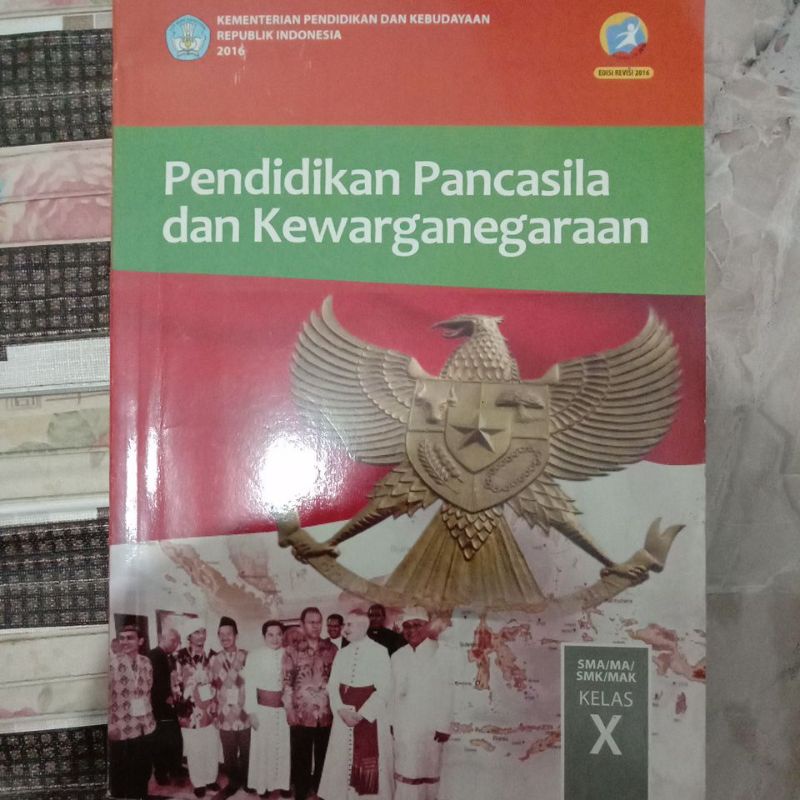 KEMENTERIAN PENDIDIKAN DAN KEBUDAYAAN
REPUBLIK INDONESIA
2016
EDISI REVISI 2016
Pendidikan Pancasila
dan Kewarganegaraan
SMA/MA/
SMK/MAK
KELAS
X